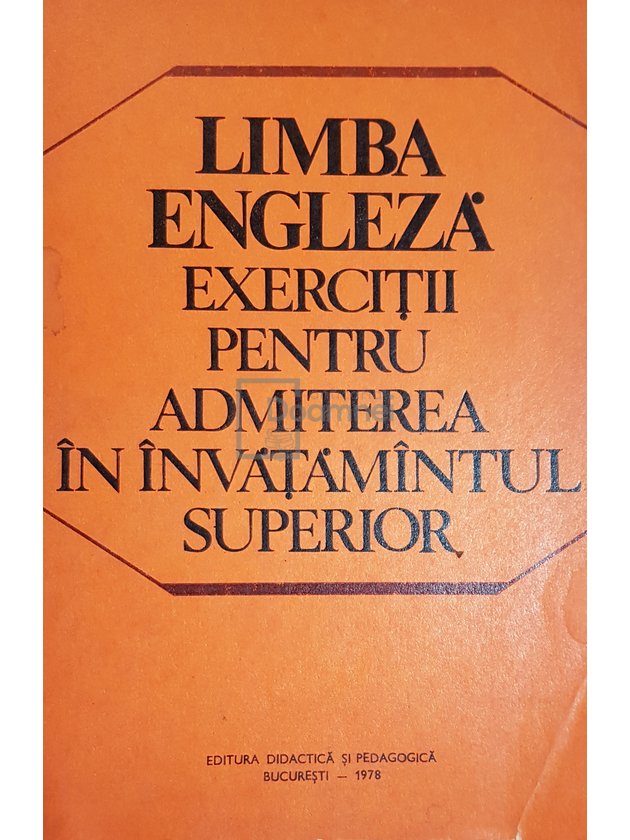 LIMBA
ENGLEZĂ
EXERCIȚII
PENTRU
ADMITEREA
ÎN ÎNVĂȚĂMÎNTUL
SUPERIOR
EDITURA DIDACTICĂ ȘI PEDAGOGICĂ
BUCUREȘTI — 1978